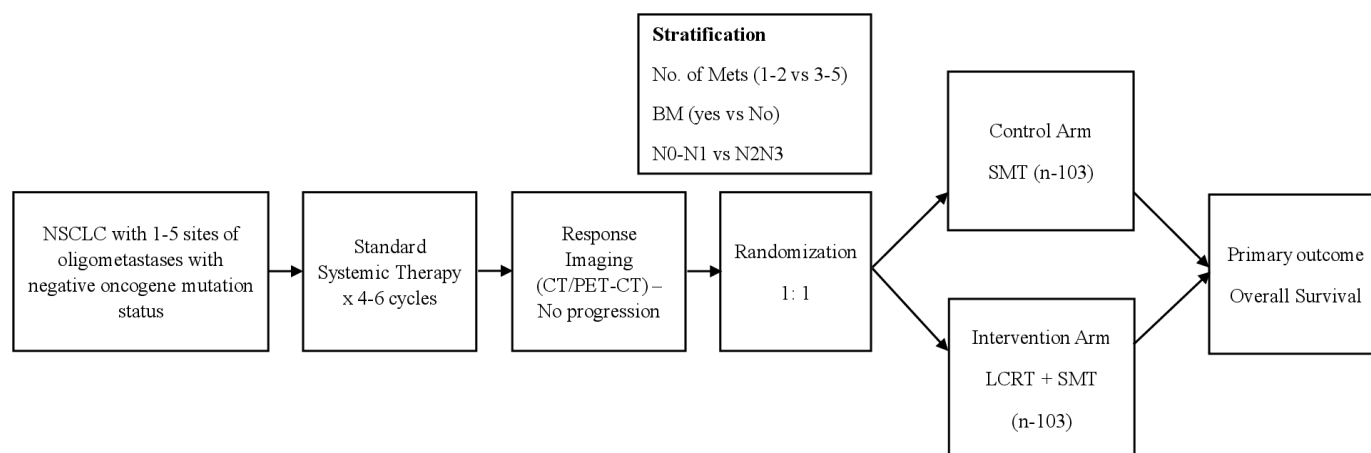 Stratification
No. of Mets (1-2 vs 3-5)
BM (yes vs No)
N0-N1 vs N2N3
NSCLC with 1-5 sites of
oligometastases with
negative oncogene mutation
status
Standard
Systemic Therapy
x 4-6 cycles
Response
Imaging
(CT/PET-CT) –
No progression
Randomization
1: 1
Control Arm
SMT (n-103)
Intervention Arm
LCRT + SMT
(n-103)
Primary outcome
Overall Survival